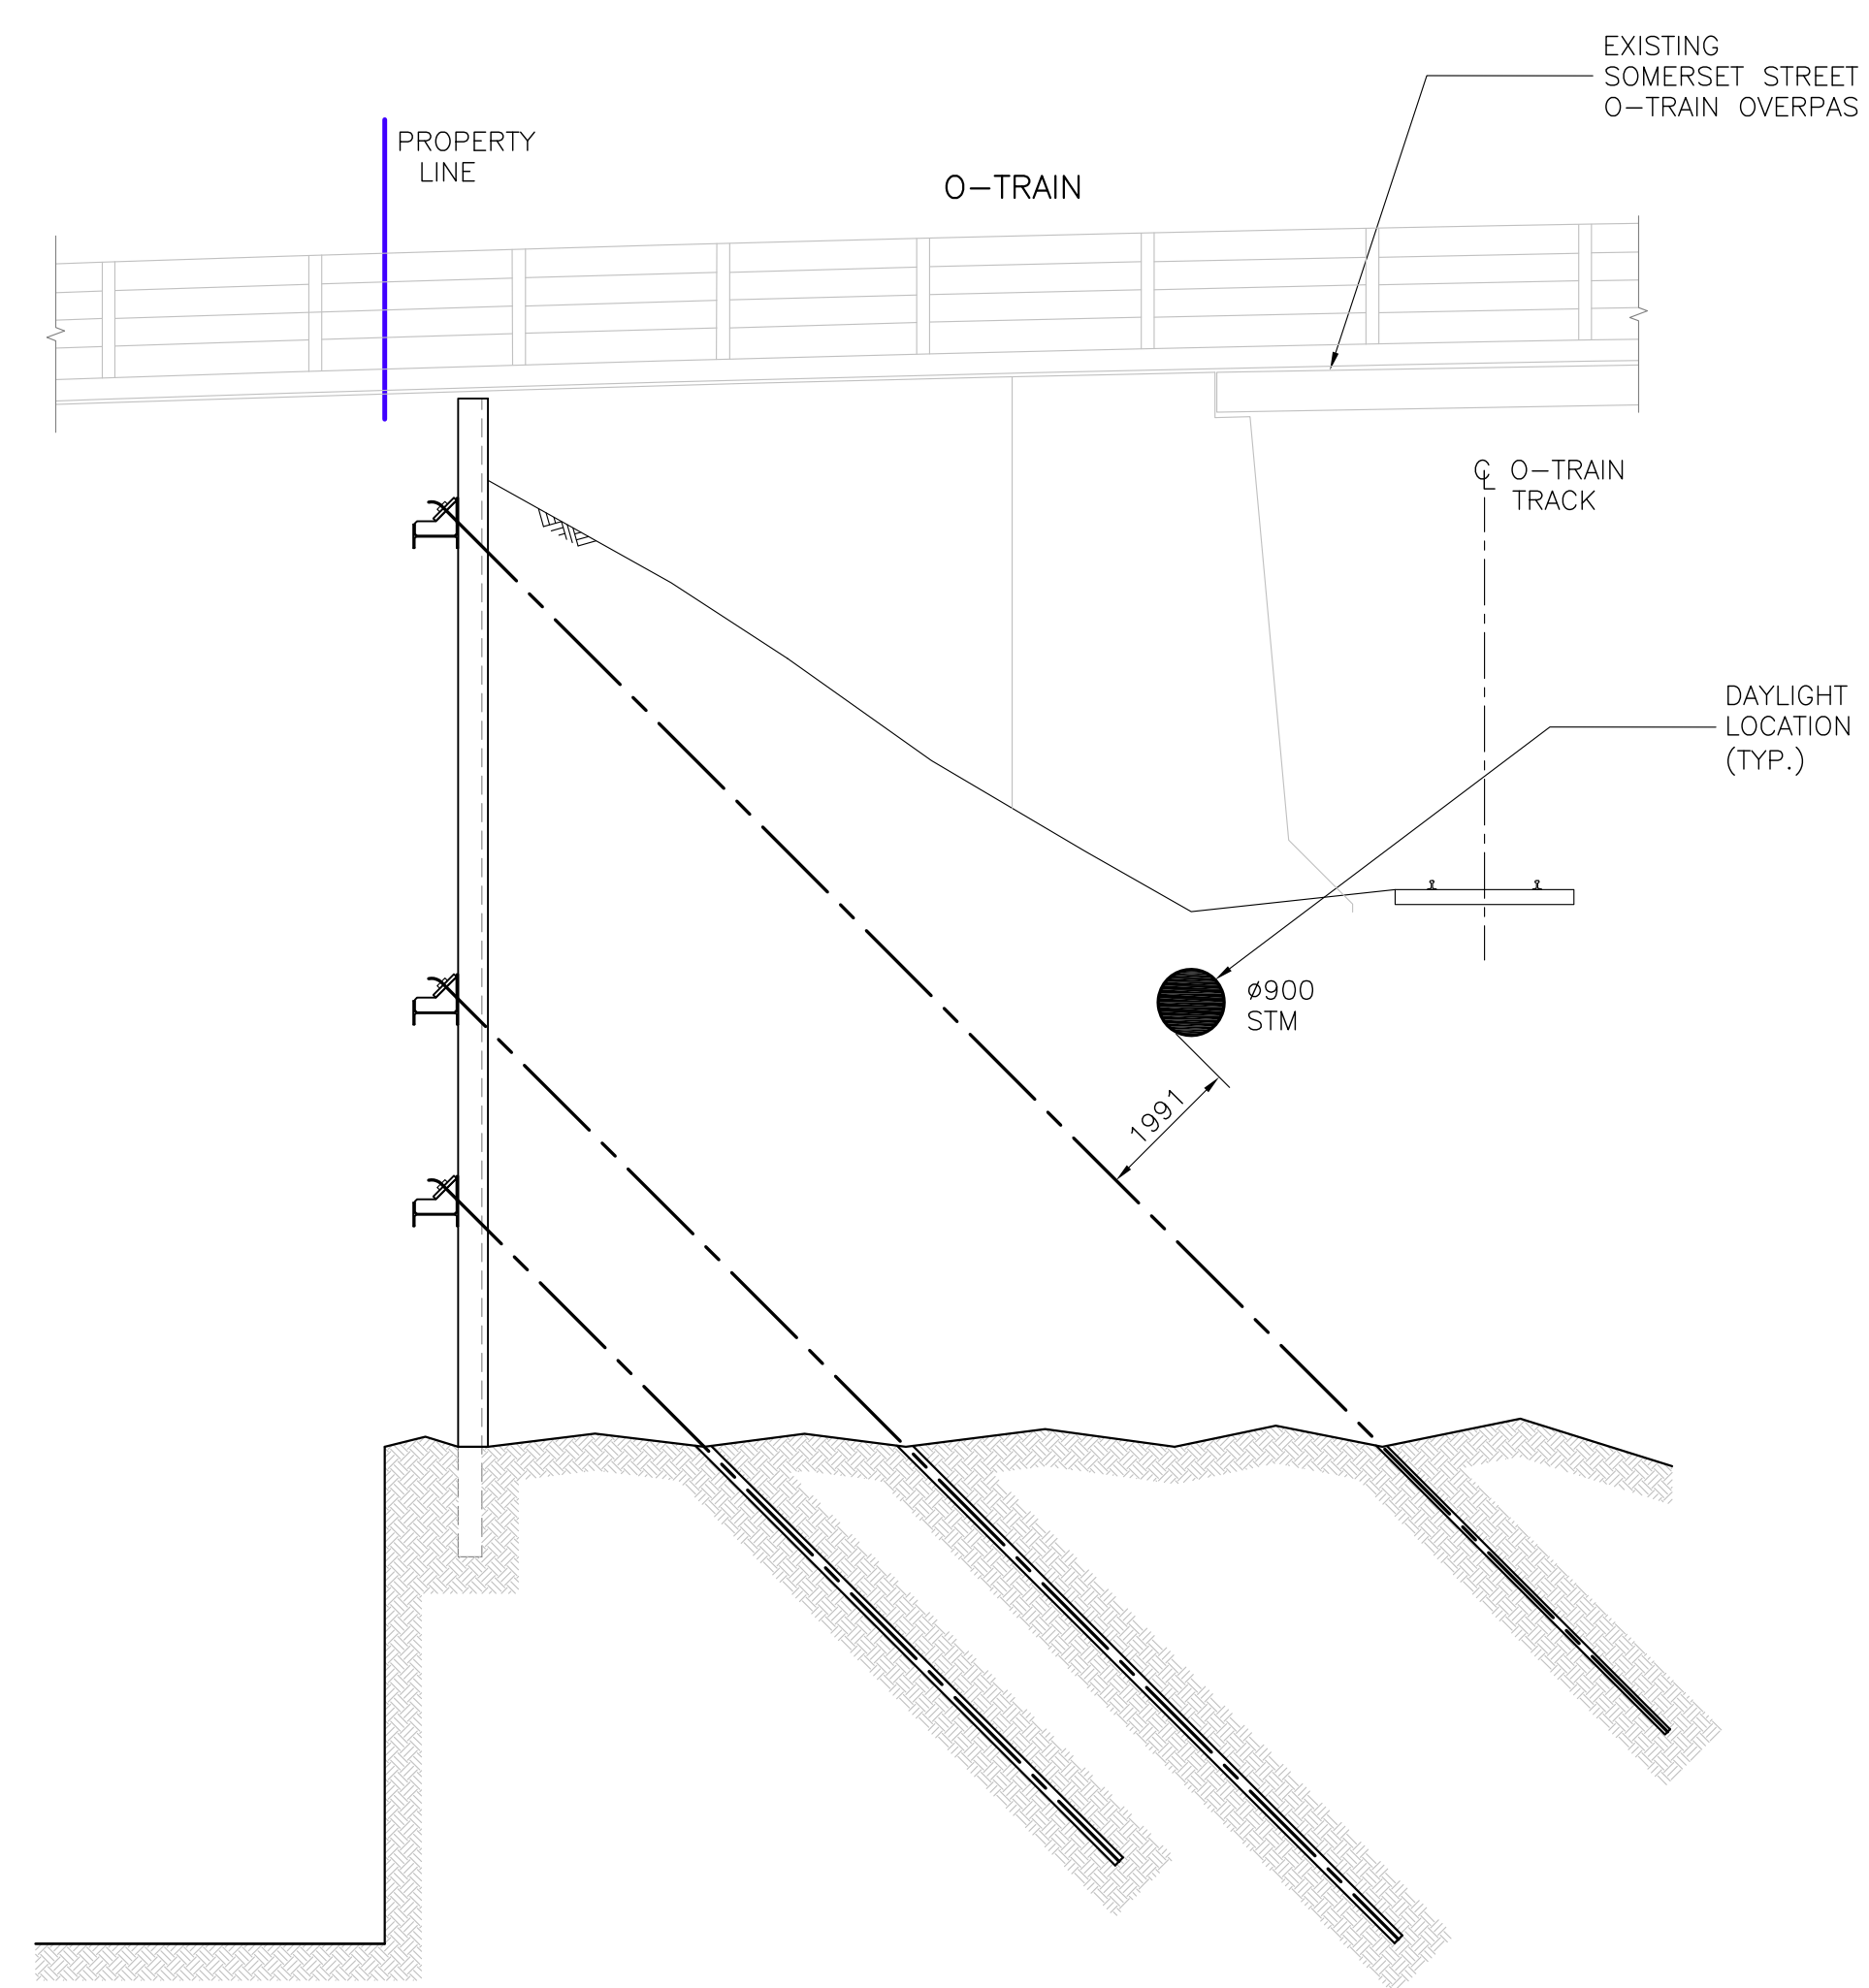 EXISTING
SOMERSET STREET
O-TRAIN OVERPAS
PROPERTY
LINE
O-TRAIN
℄ O-TRAIN
TRACK
DAYLIGHT
LOCATION
(TYP.)
ø900
STM
1991